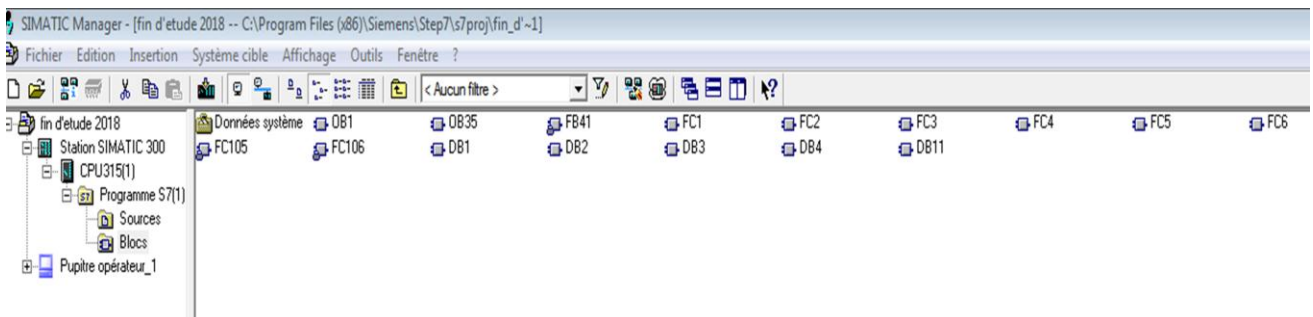 SIMATIC Manager - [fin d'etude 2018 -- C:\Program Files (x86)\Siemens\Step7\s7proj\fin_d'~1]
Fichier Edition Insertion Système cible Affichage Outils Fenêtre ?
< Aucun filtre >
fin d'etude 2018
Station SIMATIC 300
CPU315(1)
S7 Programme S7(1)
Sources
Blocs
Pupitre opérateur_1
Données système OB1 OB35 FB41 FC1 FC2 FC3 FC4 FC5 FC6
FC105 FC106 DB1 DB2 DB3 DB4 DB11